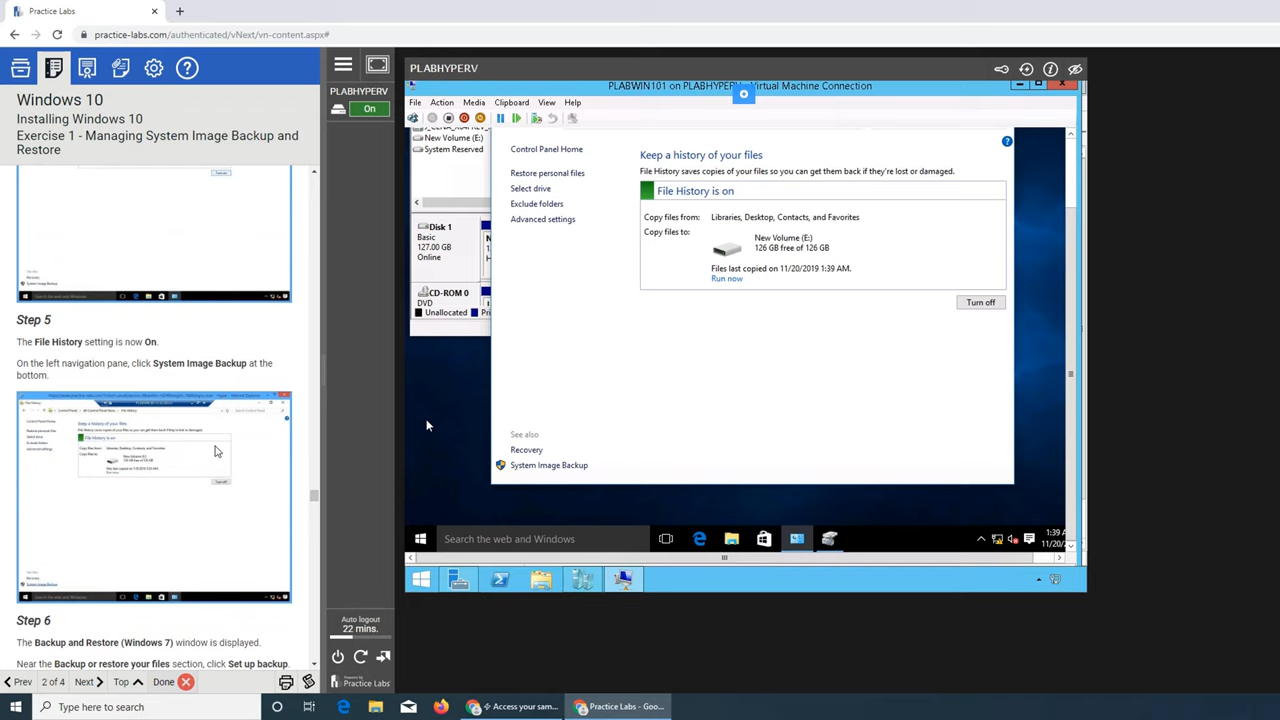 Practice Labs
practice-labs.com/authenticated/vNext/vn-content.aspx#
Windows 10
Installing Windows 10
Exercise 1 - Managing System Image Backup and
Restore
Step 5
The File History setting is now On.
On the left navigation pane, click System Image Backup at the
bottom.
Step 6
The Backup and Restore (Windows 7) window is displayed.
Near the Backup or restore your files section, click Set up backup.
Prev
2 of 4
Next
Top
Done
PLABHYPERV
On
Auto logout
22 mins.
Practice Labs
PLABHYPERV
PLABWIN101 on PLABHYPERV - Virtual Machine Connection
File Action Media Clipboard View Help
New Volume (E:)
System Reserved
Disk 1
Basic
127.00 GB
Online
CD-ROM 0
DVD
Unallocated
Control Panel Home
Restore personal files
Select drive
Exclude folders
Advanced settings
Keep a history of your files
File History saves copies of your files so you can get them back if they're lost or damaged.
File History is on
Copy files from: Libraries, Desktop, Contacts, and Favorites
Copy files to: New Volume (E:)
126 GB free of 126 GB
Files last copied on 11/20/2019 1:39 AM.
Run now
Turn off
See also
Recovery
System Image Backup
Search the web and Windows
1:39
11/20
Type here to search
Access your sam...
Practice Labs - Goo...